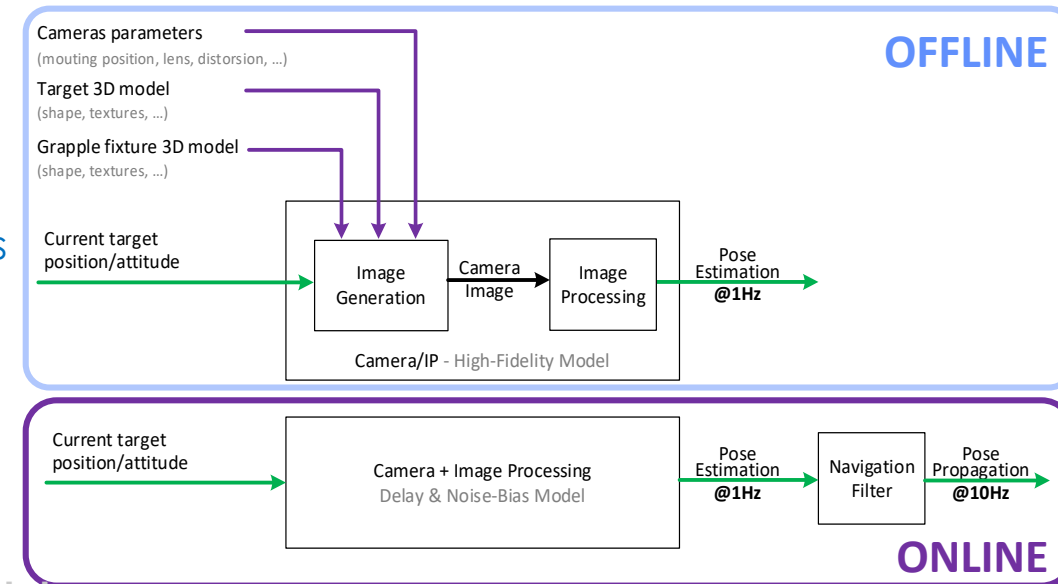 Cameras parameters
(mouting position, lens, distorsion, …)
OFFLINE
Target 3D model
(shape, textures, …)
Grapple fixture 3D model
(shape, textures, …)
S
Current target
position/attitude
Image
Generation
Camera
Image
Image
Processing
Pose
Estimation
@1Hz
Camera/IP - High-Fidelity Model
Current target
position/attitude
Camera + Image Processing
Delay & Noise-Bias Model
Pose
Estimation
@1Hz
Navigation
Filter
Pose
Propagation
@10Hz
ONLINE